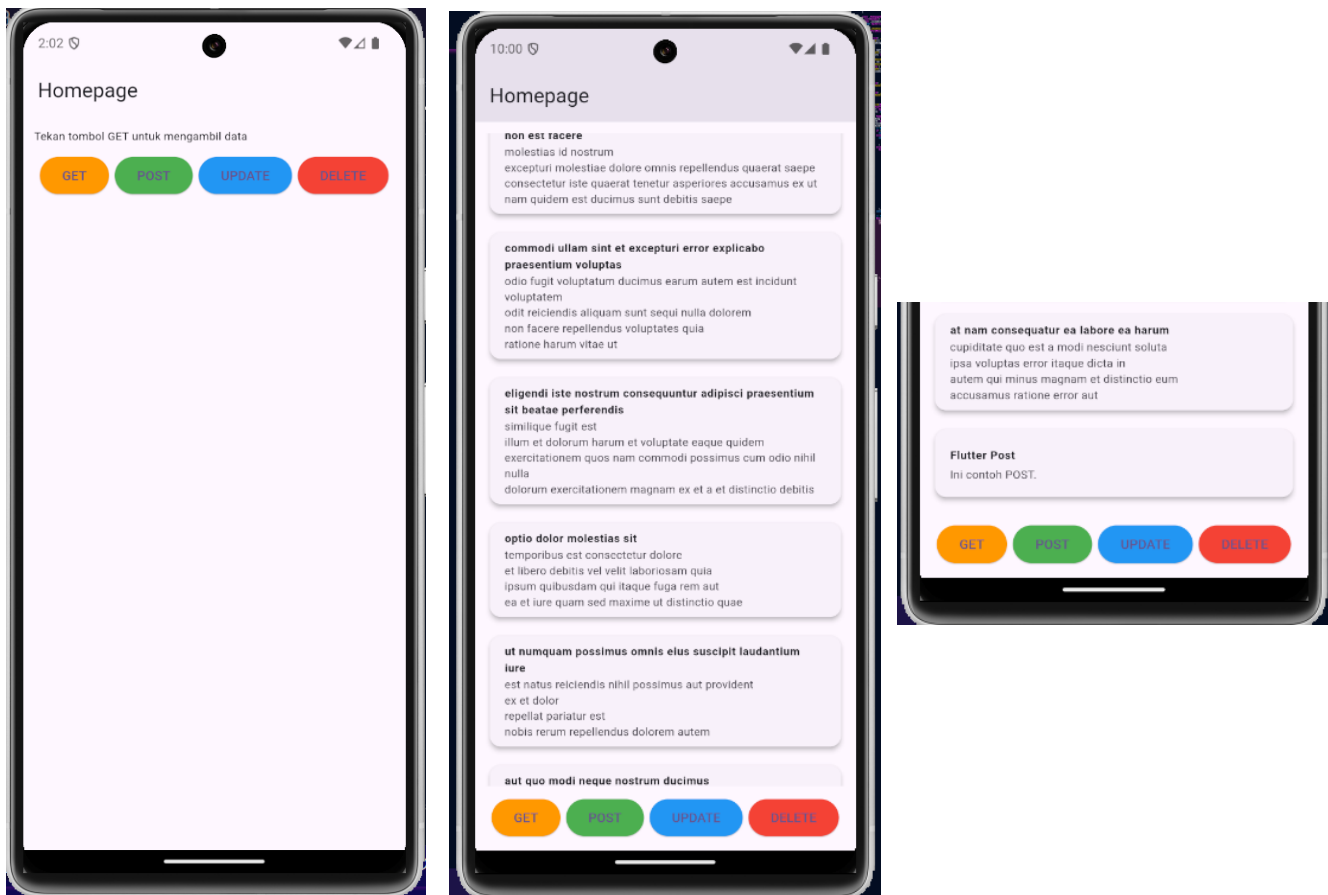 2:02
Homepage
Tekan tombol GET untuk mengambil data
GET POST UPDATE DELETE
10:00
Homepage
non est facere
molestias id nostrum
excepturi molestiae dolore omnis repellendus quaerat saepe
consectetur iste quaerat tenetur asperiores accusamus ex ut
nam quidem est ducimus sunt debitis saepe
commodi ullam sint et excepturi error explicabo
praesentium voluptas
odio fugit voluptatum ducimus earum autem est incidunt
voluptatem
odit reiciendis aliquam sunt sequi nulla dolorem
non facere repellendus voluptates quia
ratione harum vitae ut
eligendi iste nostrum consequuntur adipisci praesentium
sit beatae perferendis
similique fugit est
illum et dolorum harum et voluptate eaque quidem
exercitationem quos nam commodi possimus cum odio nihil
nulla
dolorum exercitationem magnam ex et a et distinctio debitis
optio dolor molestias sit
temporibus est consectetur dolore
et libero debitis vel velit laboriosam quia
ipsum quibusdam qui itaque fuga rem aut
ea et iure quam sed maxime ut distinctio quae
ut numquam possimus omnis eius suscipit laudantium
iure
est natus reiciendis nihil possimus aut provident
ex et dolor
repellat pariatur est
nobis rerum repellendus dolorem autem
aut quo modi neque nostrum ducimus
GET POST UPDATE DELETE
at nam consequatur ea labore ea harum
cupiditate quo est a modi nesciunt soluta
ipsa voluptas error itaque dicta in
autem qui minus magnam et distinctio eum
accusamus ratione error aut
Flutter Post
Ini contoh POST.
GET POST UPDATE DELETE